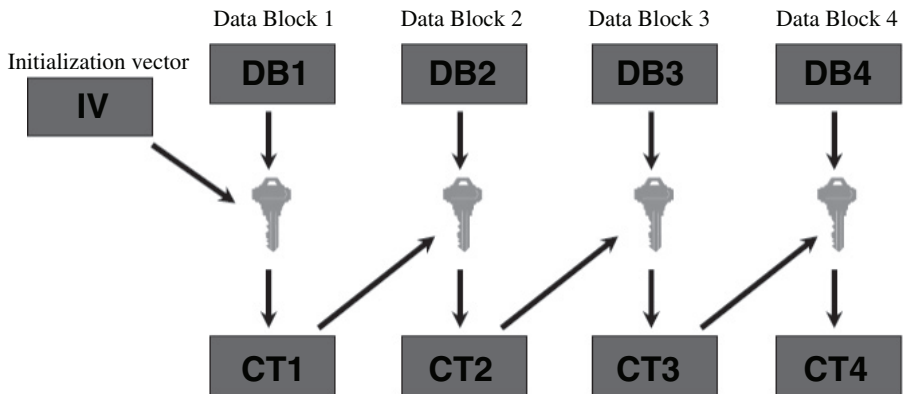 Data Block 1 Data Block 2 Data Block 3 Data Block 4
Initialization vector
DB1 DB2 DB3 DB4
IV
CT1 CT2 CT3 CT4